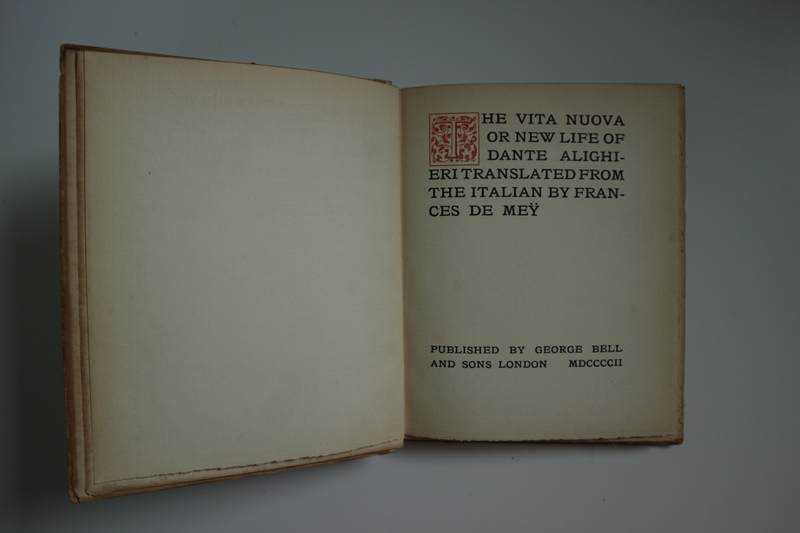 THE VITA NUOVA
OR NEW LIFE OF
DANTE ALIGHI-
ERI TRANSLATED FROM
THE ITALIAN BY FRAN-
CES DE MEŸ
PUBLISHED BY GEORGE BELL
AND SONS LONDON MDCCCCII